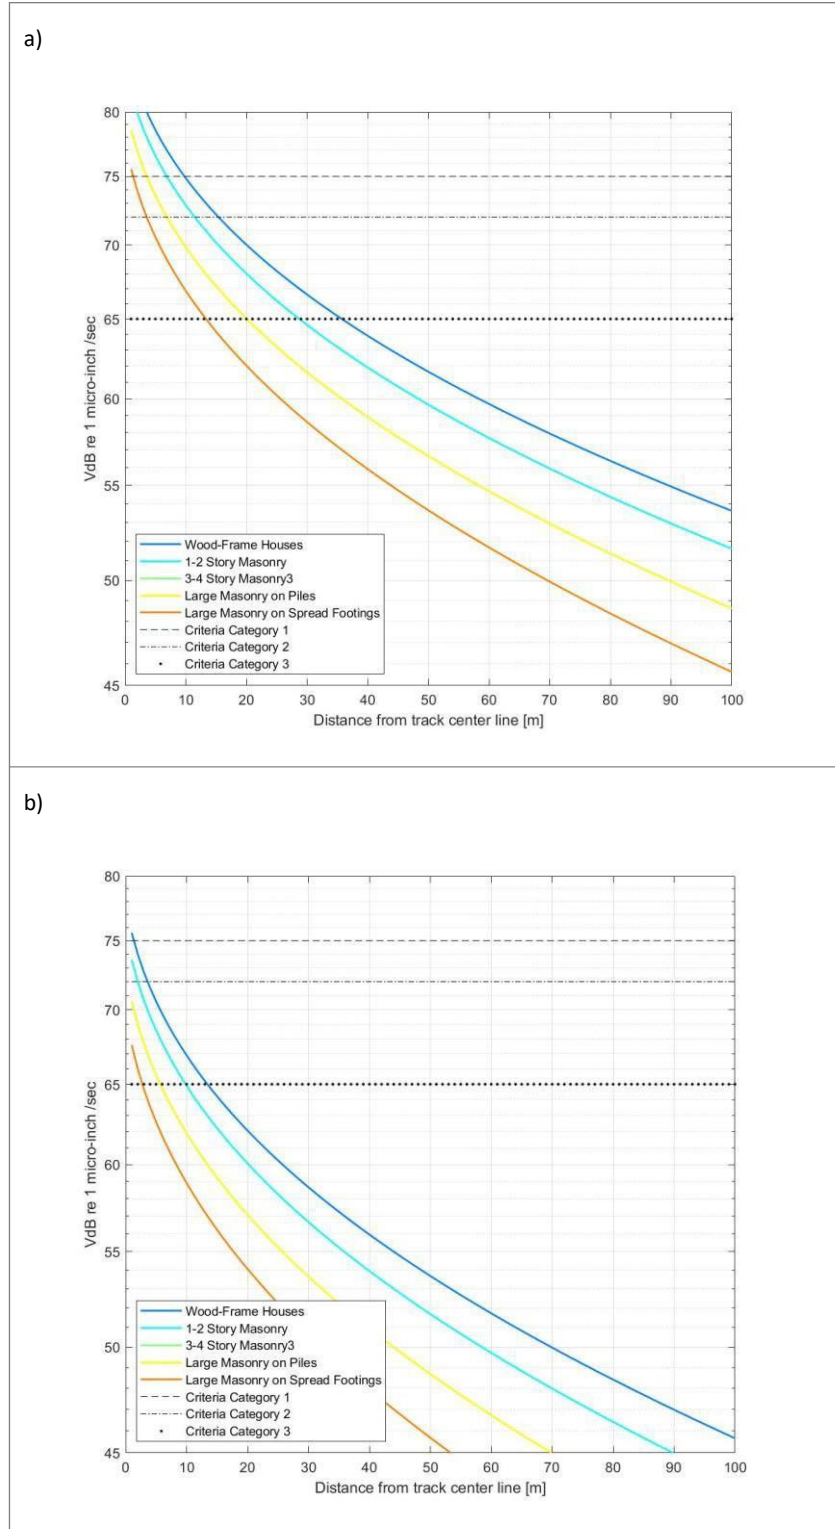 a)
80
75
70
65
60
55
50
45
VdB re 1 micro-inch /sec
Wood-Frame Houses
1-2 Story Masonry
3-4 Story Masonry3
Large Masonry on Piles
Large Masonry on Spread Footings
Criteria Category 1
Criteria Category 2
Criteria Category 3
0 10 20 30 40 50 60 70 80 90 100
Distance from track center line [m]
b)
80
75
70
65
60
55
50
45
VdB re 1 micro-inch /sec
Wood-Frame Houses
1-2 Story Masonry
3-4 Story Masonry3
Large Masonry on Piles
Large Masonry on Spread Footings
Criteria Category 1
Criteria Category 2
Criteria Category 3
0 10 20 30 40 50 60 70 80 90 100
Distance from track center line [m]